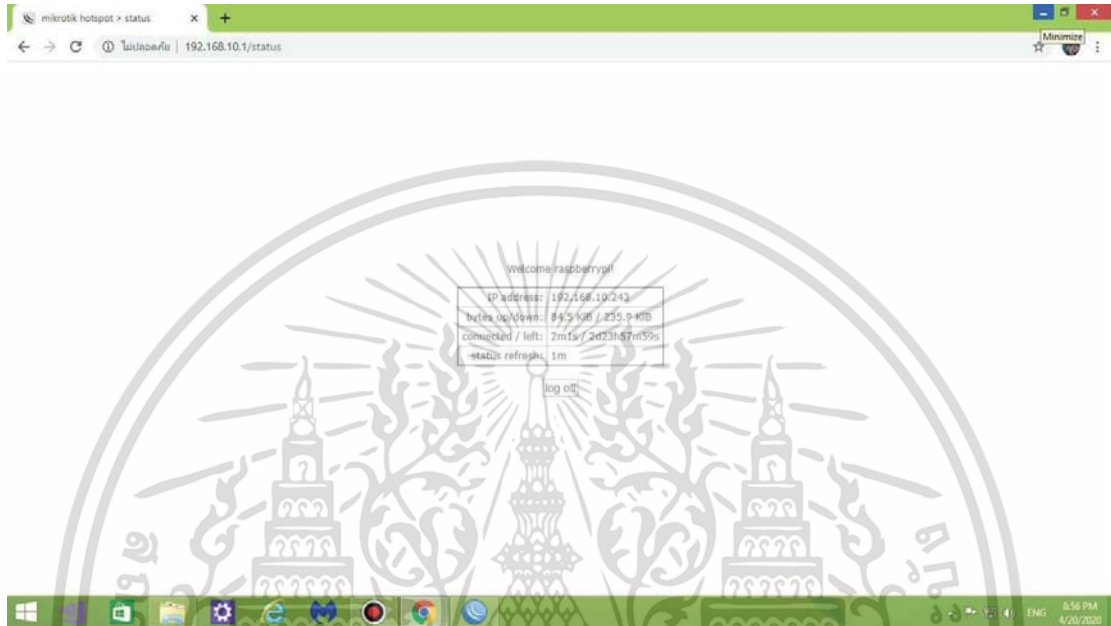 mikrotik hotspot > status
ไม่ปลอดภัย | 192.168.10.1/status
Minimize
Welcome raspberrypi!
IP address: 192.168.10.243
bytes up/down: 84.5 KiB / 235.9 KiB
connected / left: 2m1s / 2d23h57m59s
status refresh: 1m
log off
ENG
8:56 PM
4/20/2020